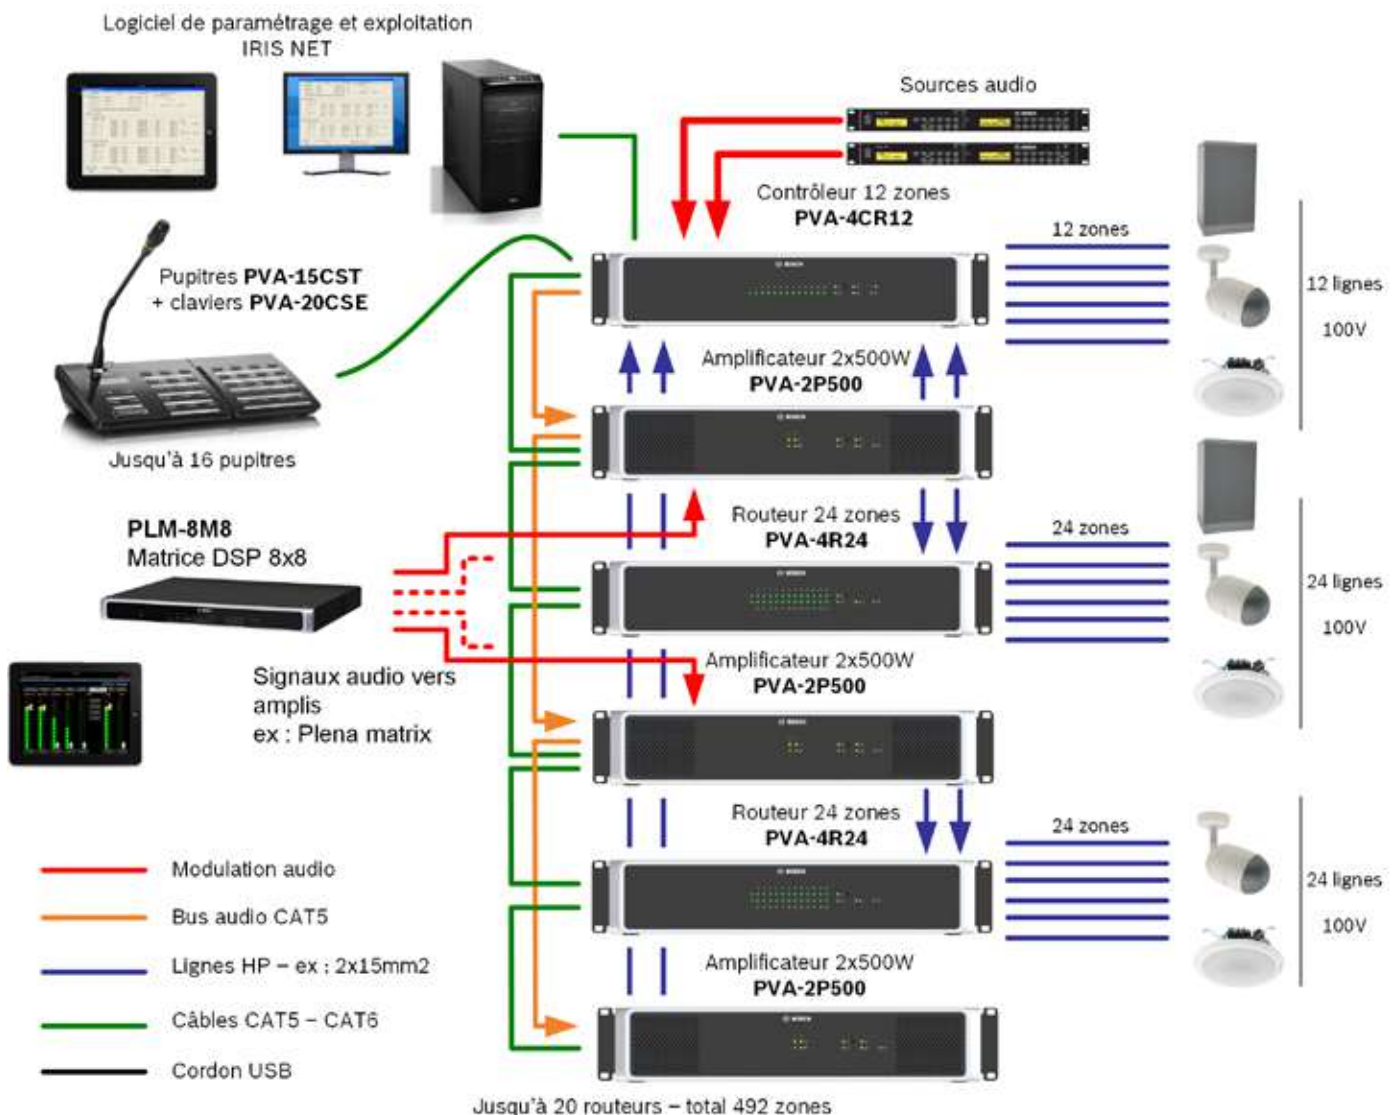 Logiciel de paramétrage et exploitation
IRIS NET
Sources audio
Contrôleur 12 zones
PVA-4CR12
12 zones
12 lignes
100V
Pupitres PVA-15CST
+ claviers PVA-20CSE
Jusqu'à 16 pupitres
Amplificateur 2x500W
PVA-2P500
PLM-8M8
Matrice DSP 8x8
Routeur 24 zones
PVA-4R24
24 zones
24 lignes
100V
Signaux audio vers
amplis
ex : Plena matrix
Amplificateur 2x500W
PVA-2P500
Routeur 24 zones
PVA-4R24
24 zones
24 lignes
100V
Amplificateur 2x500W
PVA-2P500
Modulation audio
Bus audio CAT5
Lignes HP – ex : 2x15mm2
Câbles CAT5 – CAT6
Cordon USB
Jusqu'à 20 routeurs – total 492 zones